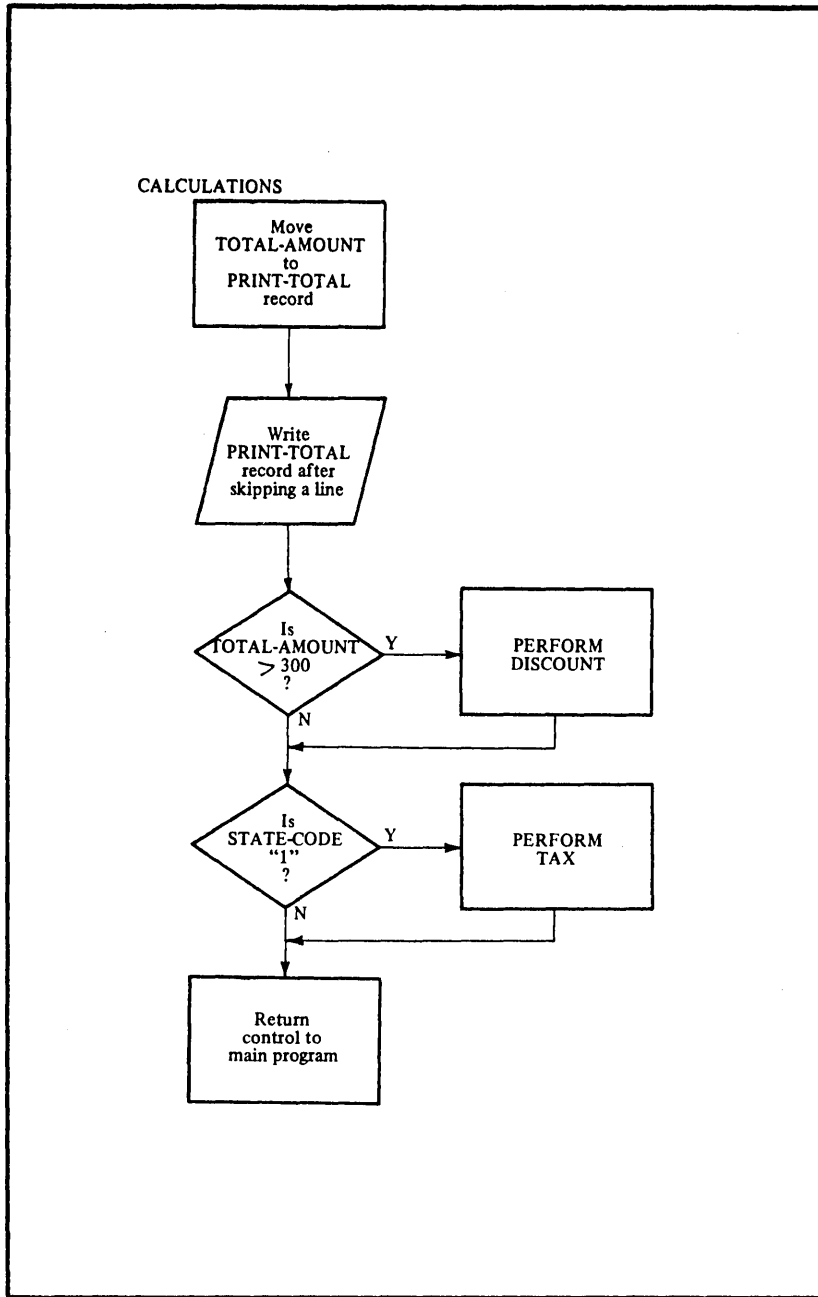 CALCULATIONS
Move
TOTAL-AMOUNT
to
PRINT-TOTAL
record
Write
PRINT-TOTAL
record after
skipping a line
Is
TOTAL-AMOUNT
> 300
?
Y
N
PERFORM
DISCOUNT
Is
STATE-CODE
“1”
?
Y
N
PERFORM
TAX
Return
control to
main program